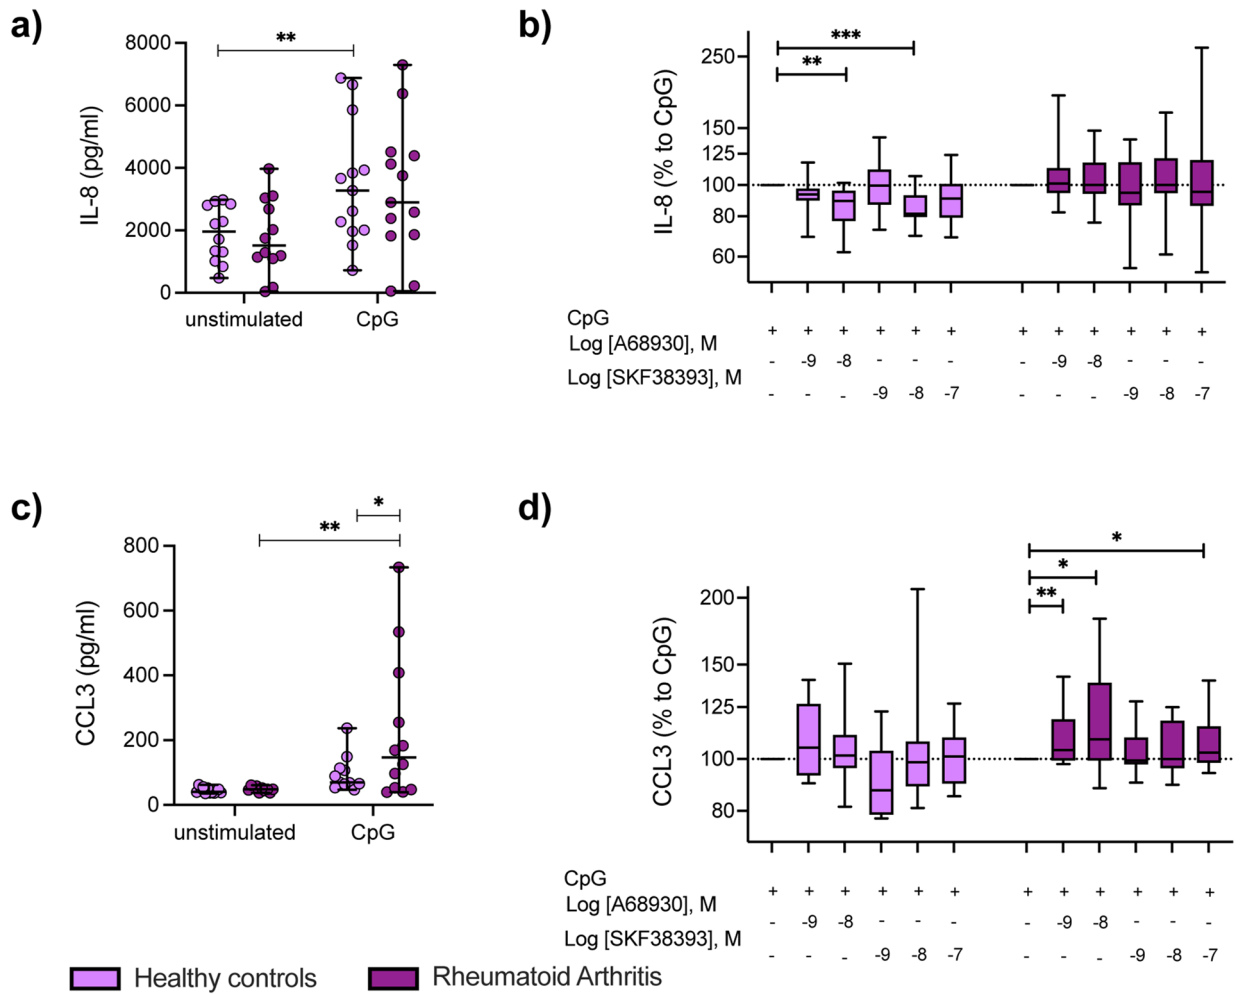 a)
IL-8 (pg/ml)
8000
6000
4000
2000
0
**
unstimulated CpG
b)
IL-8 (% to CpG)
250
150
125
100
80
60
***
**
CpG + + + + + + + + + + + +
Log [A68930], M - -9 -8 - - - - -9 -8 - - -
Log [SKF38393], M - - - -9 -8 -7 - - - -9 -8 -7
c)
CCL3 (pg/ml)
800
600
400
200
0
*
**
unstimulated CpG
d)
CCL3 (% to CpG)
200
150
125
100
80
*
*
**
CpG + + + + + + + + + + + +
Log [A68930], M - -9 -8 - - - - -9 -8 - - -
Log [SKF38393], M - - - -9 -8 -7 - - - -9 -8 -7
Healthy controls Rheumatoid Arthritis